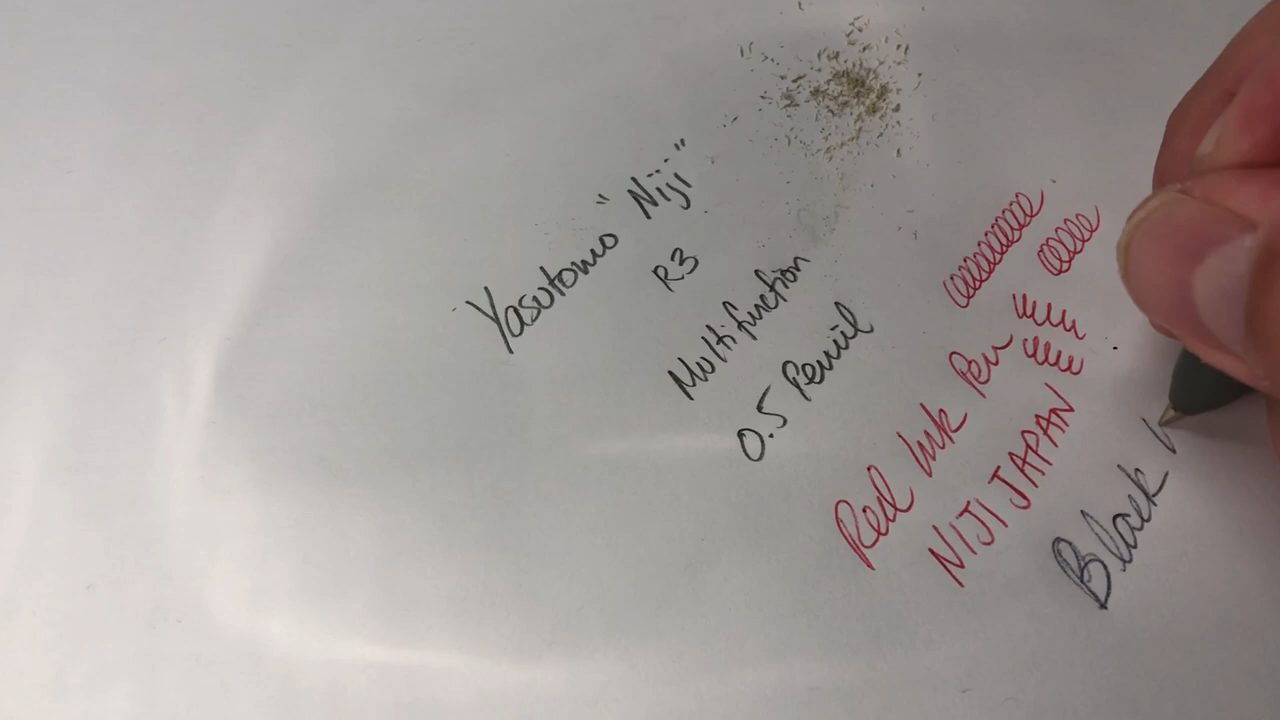 Yasutomo "Niji"
R3
Multifunction
0.5 Pencil
Red Ink Pen
NIJI JAPAN
Black